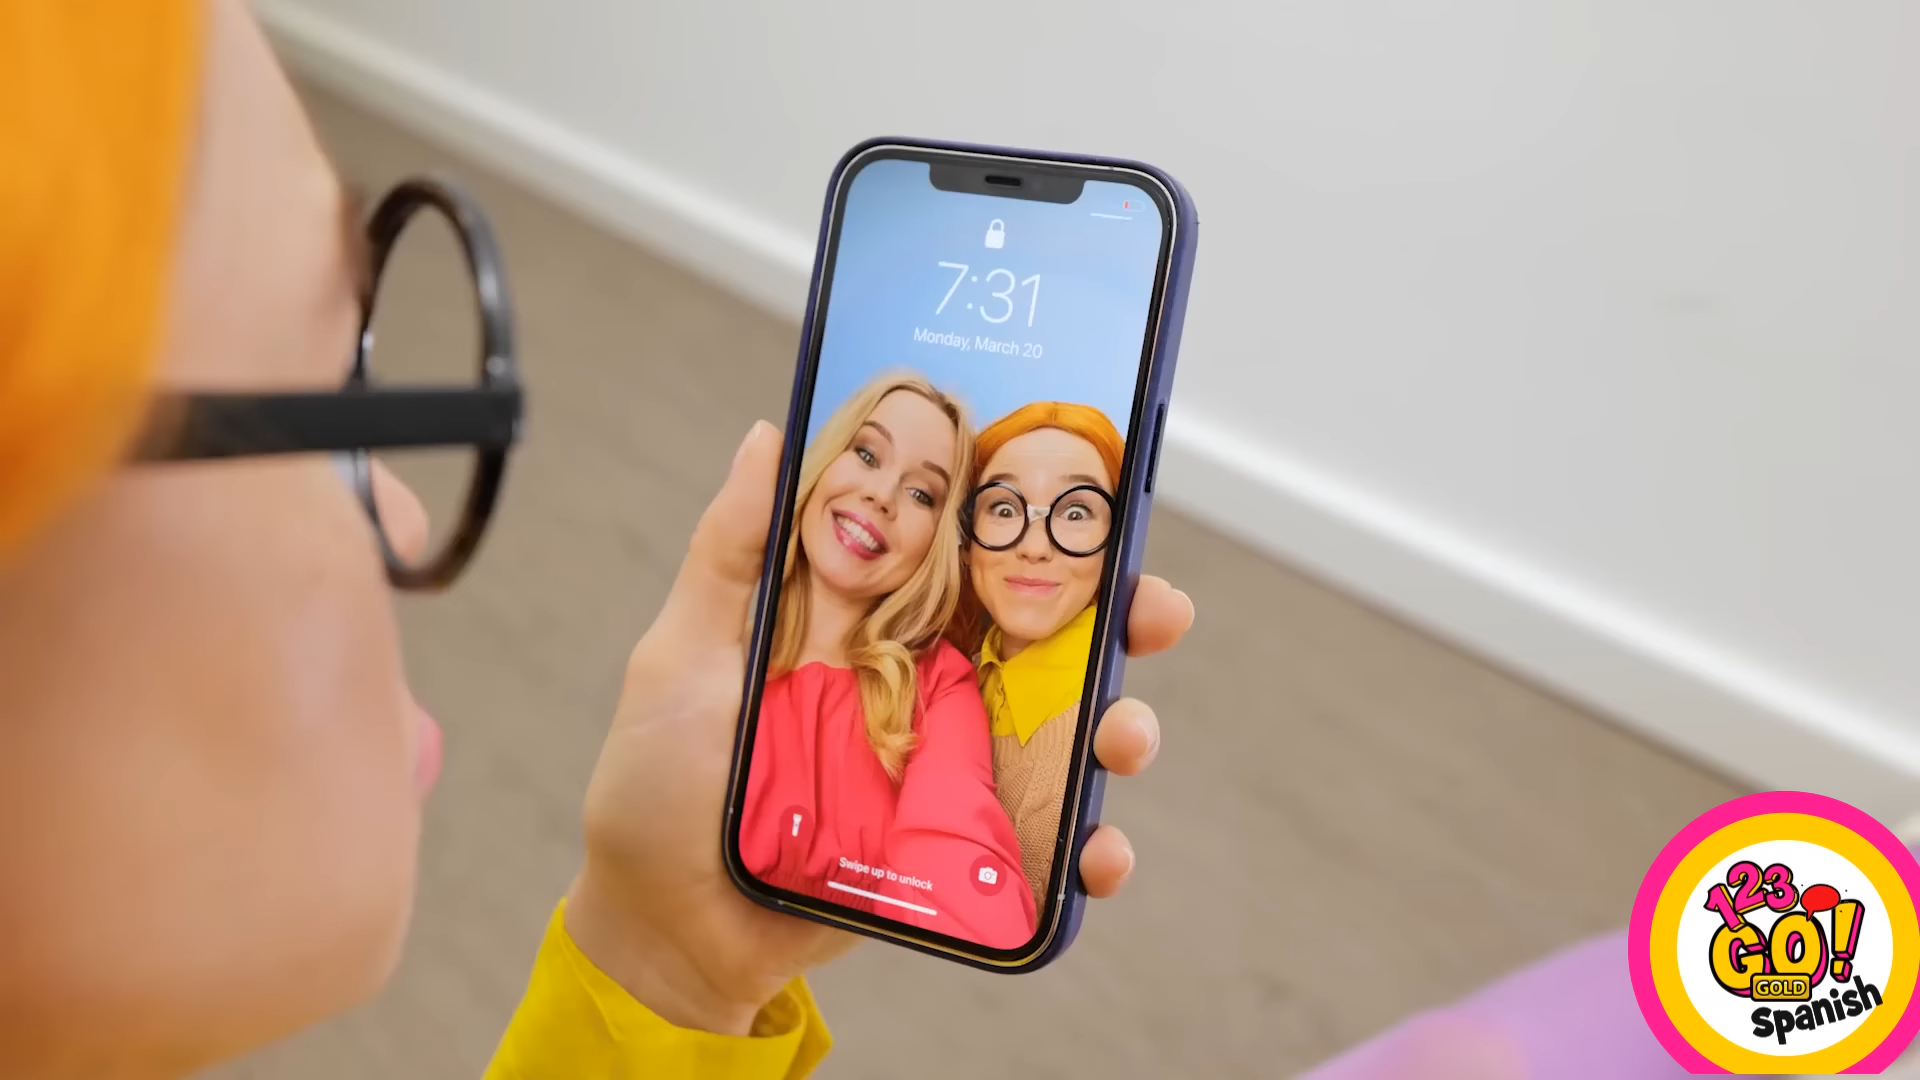 7:31
Monday, March 20
Swipe up to unlock
123
GO!
GOLD
Spanish